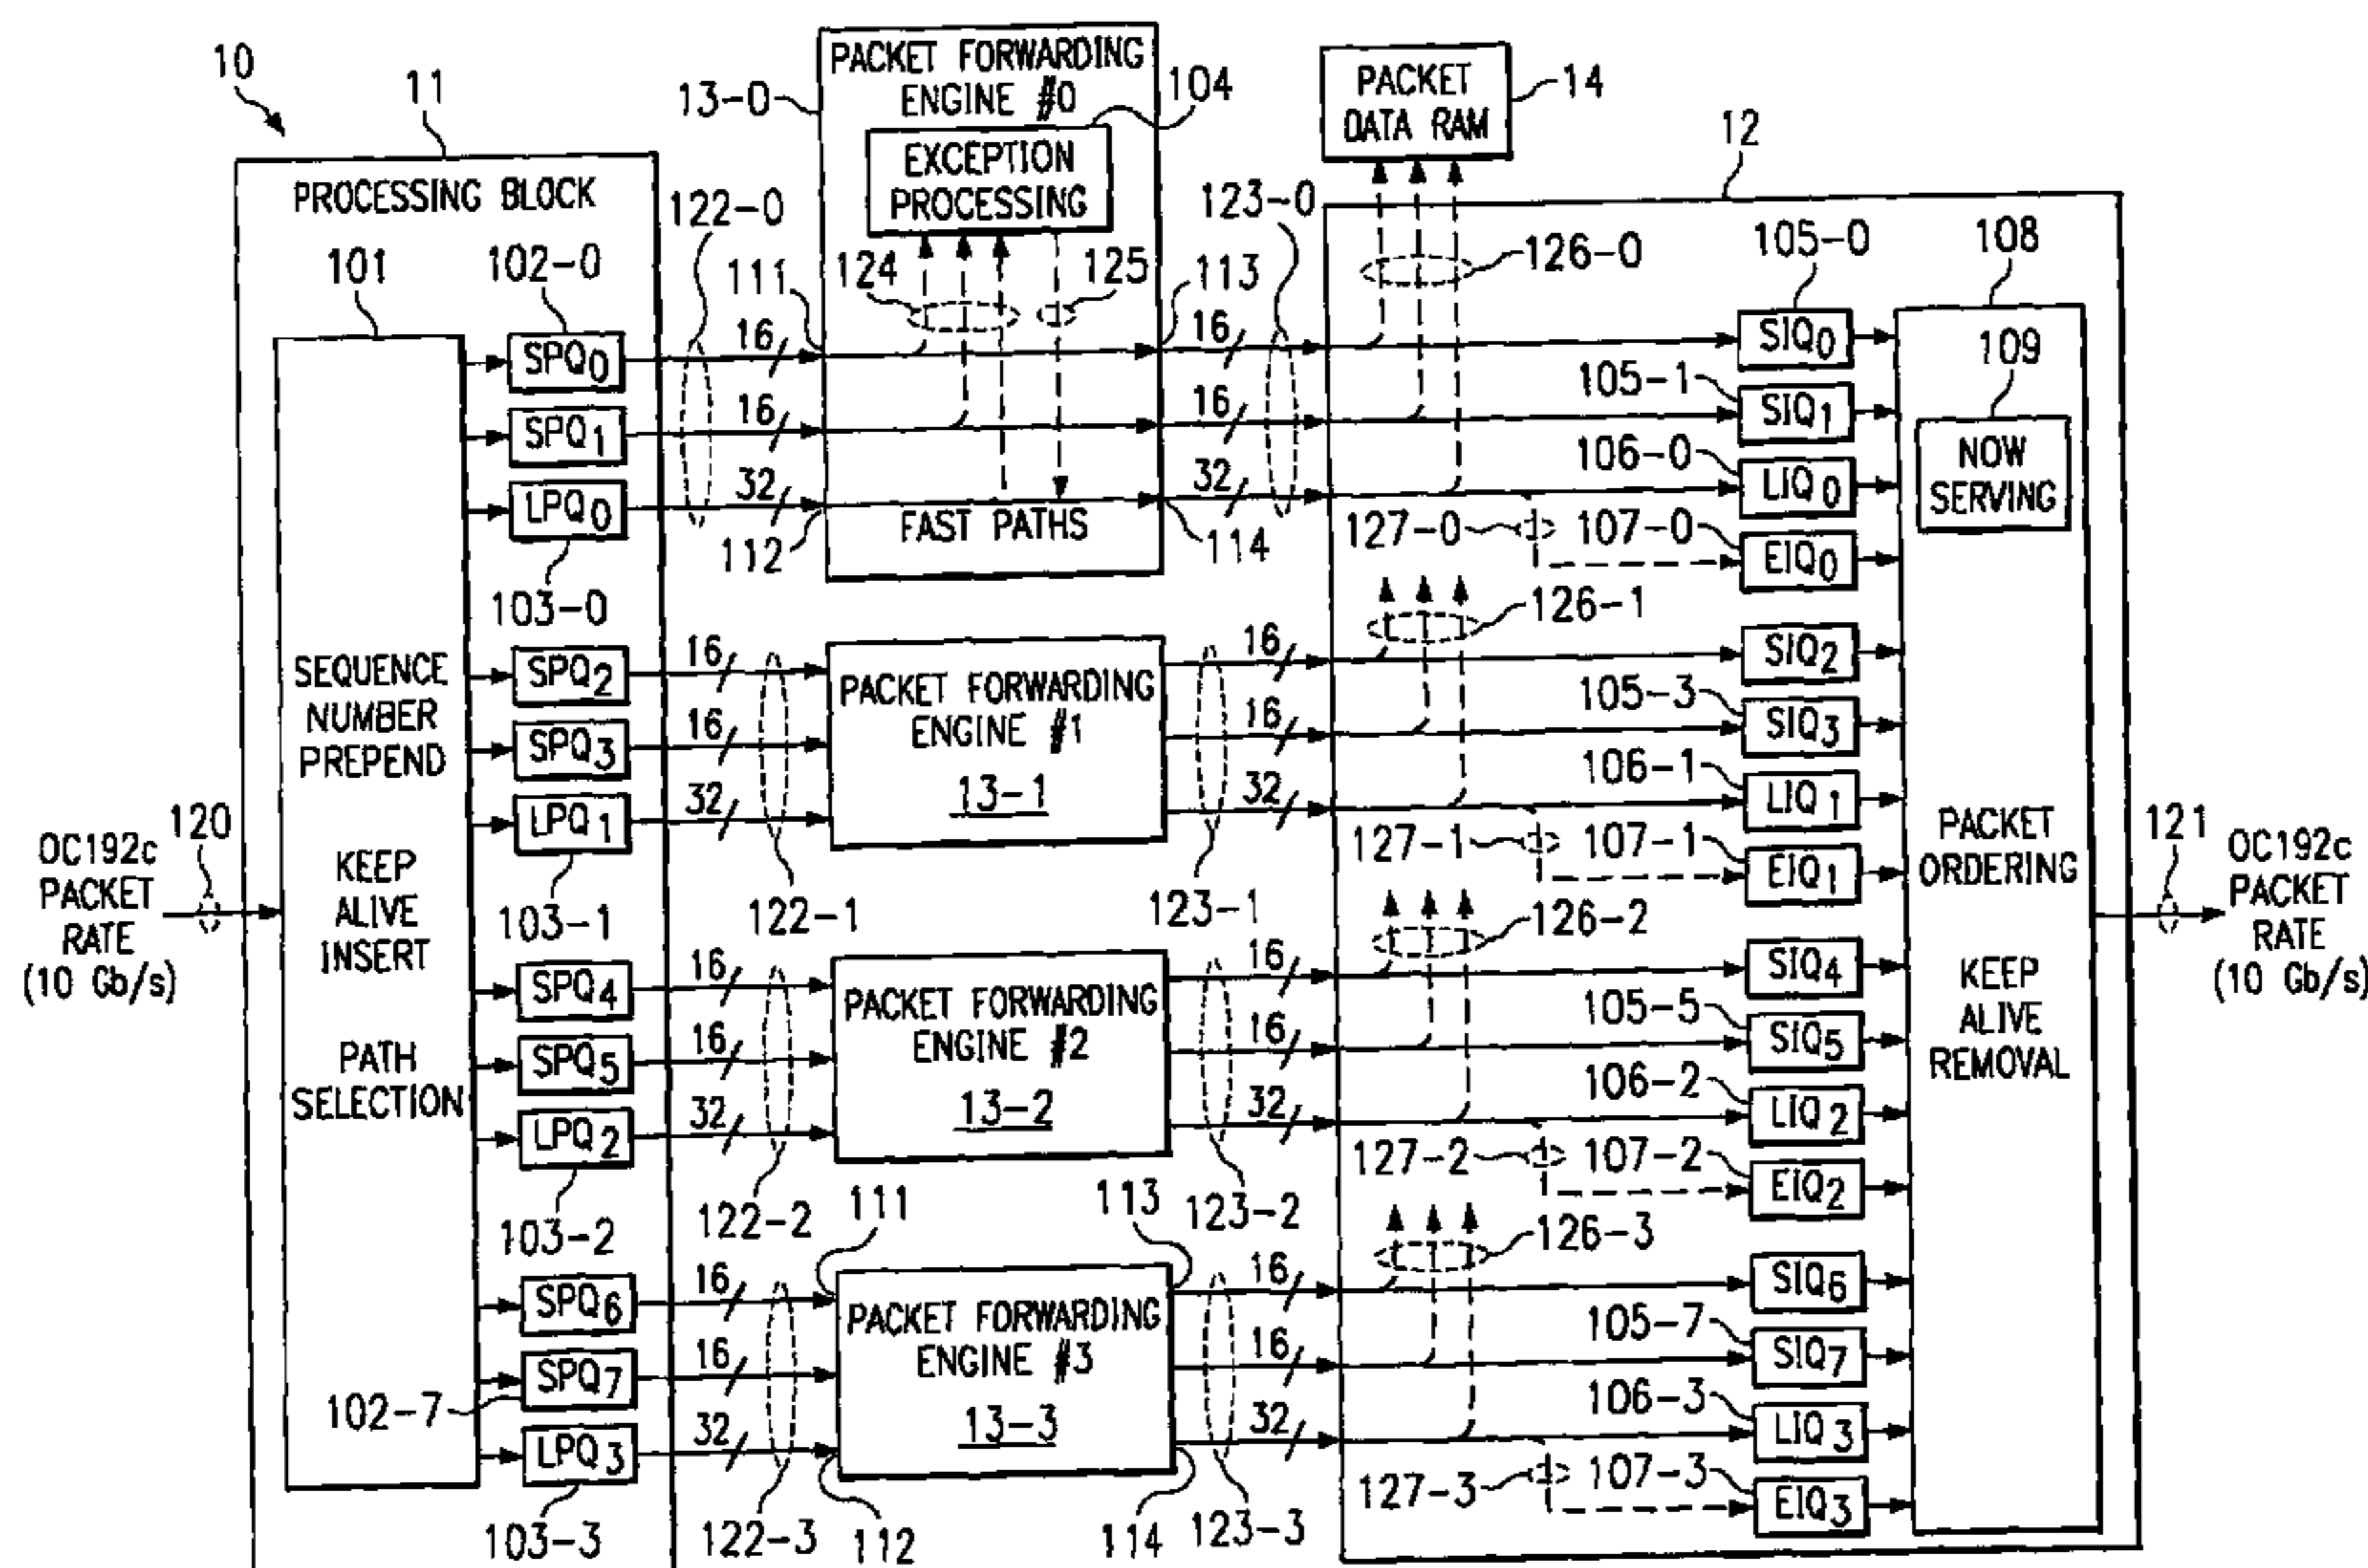 10
11
PROCESSING BLOCK
101
102-0
SPQ0
SPQ1
LPQ0
103-0
SEQUENCE
NUMBER
PREPEND
KEEP
ALIVE
INSERT
PATH
SELECTION
SPQ2
SPQ3
LPQ1
103-1
SPQ4
SPQ5
LPQ2
103-2
SPQ6
SPQ7
102-7
LPQ3
103-3
OC192c
PACKET
RATE
(10 Gb/s)
120
122-0
16
16
32
122-1
16
16
32
122-2
16
16
32
122-3
16
16
32
13-0
PACKET FORWARDING
ENGINE #0
104
EXCEPTION
PROCESSING
124
125
111
113
112
114
FAST PATHS
PACKET FORWARDING
ENGINE #1
13-1
PACKET FORWARDING
ENGINE #2
13-2
111
113
PACKET FORWARDING
ENGINE #3
13-3
112
114
123-0
16
16
32
123-1
16
16
32
123-2
16
16
32
123-3
16
16
32
PACKET
DATA RAM
14
12
126-0
127-0
126-1
127-1
126-2
127-2
126-3
127-3
105-0
SIQ0
105-1
SIQ1
106-0
LIQ0
107-0
EIQ0
SIQ2
105-3
SIQ3
106-1
LIQ1
107-1
EIQ1
SIQ4
105-5
SIQ5
106-2
LIQ2
107-2
EIQ2
SIQ6
105-7
SIQ7
106-3
LIQ3
107-3
EIQ3
108
109
NOW
SERVING
PACKET
ORDERING
KEEP
ALIVE
REMOVAL
121
OC192c
PACKET
RATE
(10 Gb/s)